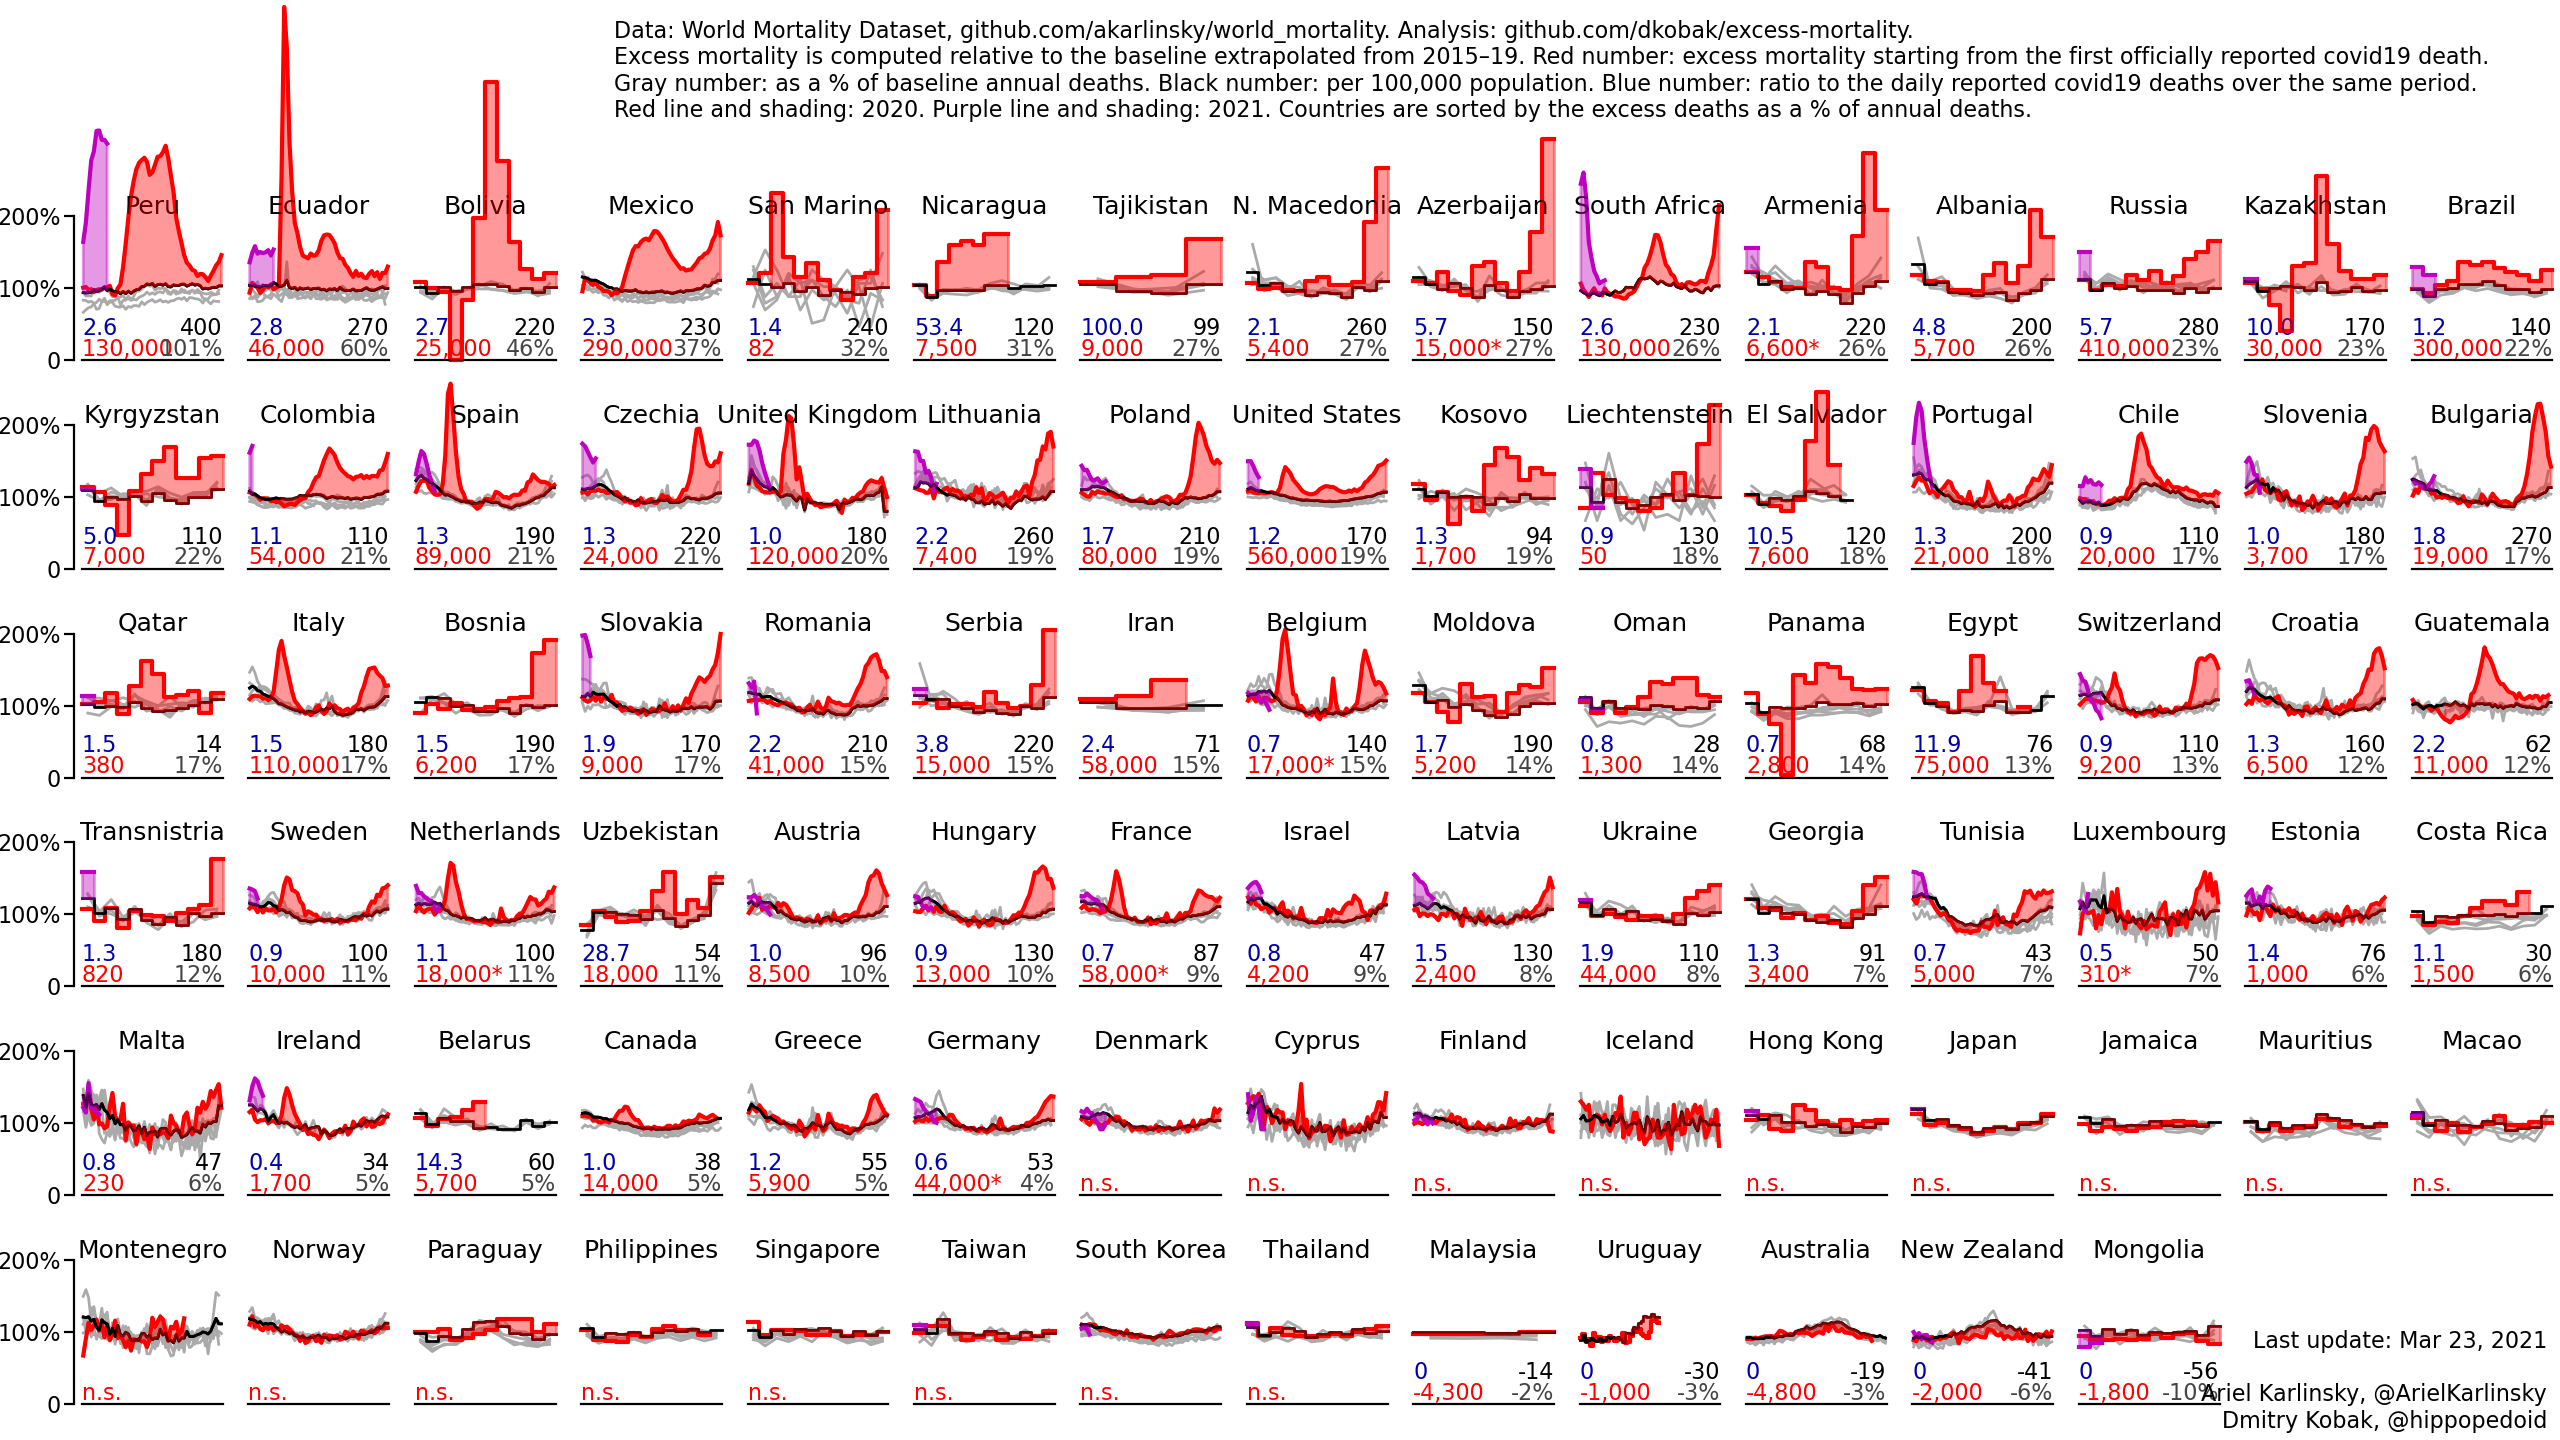 Data: World Mortality Dataset, github.com/akarlinsky/world_mortality. Analysis: github.com/dkobak/excess-mortality.
Excess mortality is computed relative to the baseline extrapolated from 2015–19. Red number: excess mortality starting from the first officially reported covid19 death.
Gray number: as a % of baseline annual deaths. Black number: per 100,000 population. Blue number: ratio to the daily reported covid19 deaths over the same period.
Red line and shading: 2020. Purple line and shading: 2021. Countries are sorted by the excess deaths as a % of annual deaths.
200% Peru Ecuador Bolivia Mexico San Marino Nicaragua Tajikistan N. Macedonia Azerbaijan South Africa Armenia Albania Russia Kazakhstan Brazil
100%
2.6 400 2.8 270 2.7 220 2.3 230 1.4 240 53.4 120 100.0 99 2.1 260 5.7 150 2.6 230 2.1 220 4.8 200 5.7 280 10.0 170 1.2 140
0 130,000 101% 46,000 60% 25,000 46% 290,000 37% 82 32% 7,500 31% 9,000 27% 5,400 27% 15,000* 27% 130,000 26% 6,600* 26% 5,700 26% 410,000 23% 30,000 23% 300,000 22%
200% Kyrgyzstan Colombia Spain Czechia United Kingdom Lithuania Poland United States Kosovo Liechtenstein El Salvador Portugal Chile Slovenia Bulgaria
100%
5.0 110 1.1 110 1.3 190 1.3 220 1.0 180 2.2 260 1.7 210 1.2 170 1.3 94 0.9 130 10.5 120 1.3 200 0.9 110 1.0 180 1.8 270
0 7,000 22% 54,000 21% 89,000 21% 24,000 21% 120,000 20% 7,400 19% 80,000 19% 560,000 19% 1,700 19% 50 18% 7,600 18% 21,000 18% 20,000 17% 3,700 17% 19,000 17%
200% Qatar Italy Bosnia Slovakia Romania Serbia Iran Belgium Moldova Oman Panama Egypt Switzerland Croatia Guatemala
100%
1.5 14 1.5 180 1.5 190 1.9 170 2.2 210 3.8 220 2.4 71 0.7 140 1.7 190 0.8 28 0.7 68 11.9 76 0.9 110 1.3 160 2.2 62
0 380 17% 110,000 17% 6,200 17% 9,000 17% 41,000 15% 15,000 15% 58,000 15% 17,000* 15% 5,200 14% 1,300 14% 2,800 14% 75,000 13% 9,200 13% 6,500 12% 11,000 12%
200% Transnistria Sweden Netherlands Uzbekistan Austria Hungary France Israel Latvia Ukraine Georgia Tunisia Luxembourg Estonia Costa Rica
100%
1.3 180 0.9 100 1.1 100 28.7 54 1.0 96 0.9 130 0.7 87 0.8 47 1.5 130 1.9 110 1.3 91 0.7 43 0.5 50 1.4 76 1.1 30
0 820 12% 10,000 11% 18,000* 11% 18,000 11% 8,500 10% 13,000 10% 58,000* 9% 4,200 9% 2,400 8% 44,000 8% 3,400 7% 5,000 7% 310* 7% 1,000 6% 1,500 6%
200% Malta Ireland Belarus Canada Greece Germany Denmark Cyprus Finland Iceland Hong Kong Japan Jamaica Mauritius Macao
100%
0.8 47 0.4 34 14.3 60 1.0 38 1.2 55 0.6 53
0 230 6% 1,700 5% 5,700 5% 14,000 5% 5,900 5% 44,000* 4% n.s. n.s. n.s. n.s. n.s. n.s. n.s. n.s. n.s.
200% Montenegro Norway Paraguay Philippines Singapore Taiwan South Korea Thailand Malaysia Uruguay Australia New Zealand Mongolia
100% Last update: Mar 23, 2021
0 -14 0 -30 0 -19 0 -41 0 -56
0 n.s. n.s. n.s. n.s. n.s. n.s. n.s. n.s. -4,300 -2% -1,000 -3% -4,800 -3% -2,000 -6% -1,800 -10%
Ariel Karlinsky, @ArielKarlinsky
Dmitry Kobak, @hippopedoid